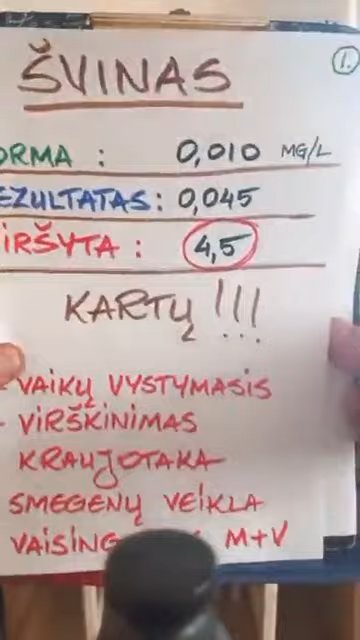 ŠVINAS
1.
ORMA : 0,010 MG/L
EZULTATAS: 0,045
IRŠYTA : 4,5
KARTŲ !!!
- VAIKŲ VYSTYMASIS
- VIRŠKINIMAS
KRAUJOTAKA
SMEGENŲ VEIKLA
VAISING M+V